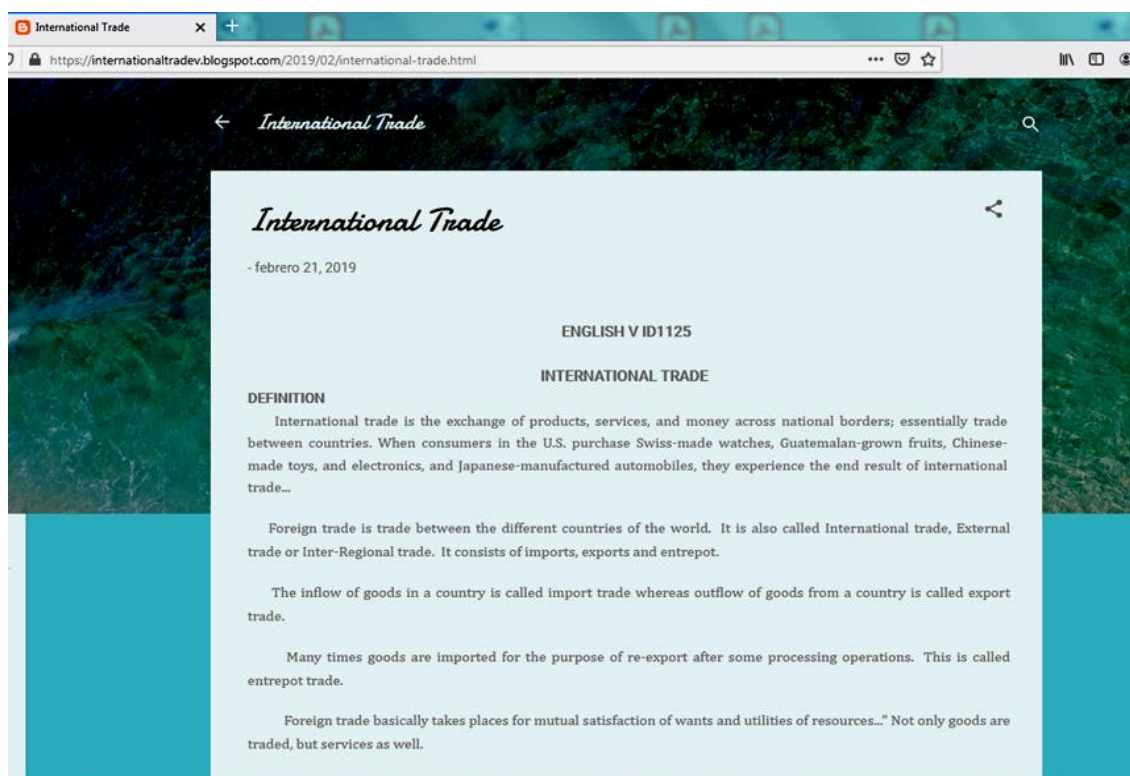 International Trade
https://internationaltradev.blogspot.com/2019/02/international-trade.html
International Trade
International Trade
- febrero 21, 2019
ENGLISH V ID1125
INTERNATIONAL TRADE
DEFINITION
International trade is the exchange of products, services, and money across national borders; essentially trade
between countries. When consumers in the U.S. purchase Swiss-made watches, Guatemalan-grown fruits, Chinese-
made toys, and electronics, and Japanese-manufactured automobiles, they experience the end result of international
trade...
Foreign trade is trade between the different countries of the world. It is also called International trade, External
trade or Inter-Regional trade. It consists of imports, exports and entrepot.
The inflow of goods in a country is called import trade whereas outflow of goods from a country is called export
trade.
Many times goods are imported for the purpose of re-export after some processing operations. This is called
entrepot trade.
Foreign trade basically takes places for mutual satisfaction of wants and utilities of resources..." Not only goods are
traded, but services as well.